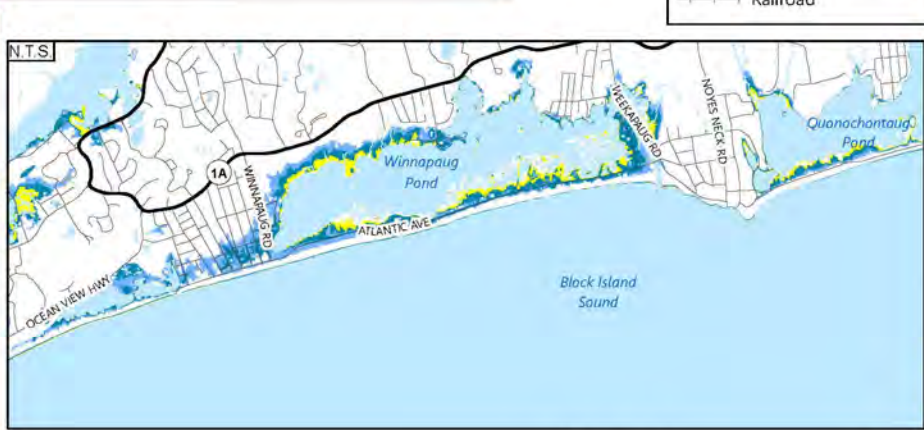 Railroad
N.T.S.
1A
WINNAPAUG RD
Winnapaug
Pond
ATLANTIC AVE
WEEKAPAUG RD
NOYES NECK RD
Quonochontaug
Pond
OCEAN VIEW HWY
Block Island
Sound